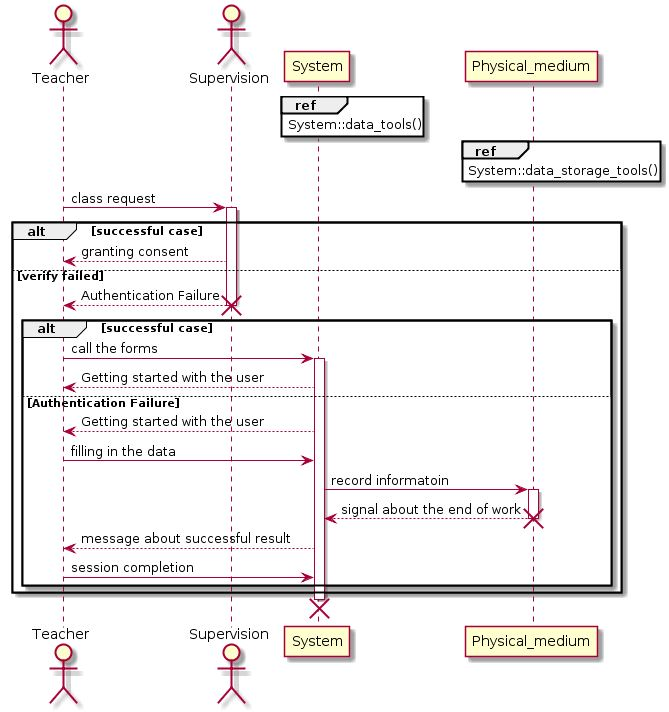 Teacher
Supervision
System
Physical_medium
ref
System::data_tools()
ref
System::data_storage_tools()
class request
alt [successful case]
granting consent
[verify failed]
Authentication Failure
alt [successful case]
call the forms
Getting started with the user
[Authentication Failure]
Getting started with the user
filling in the data
record informatoin
signal about the end of work
message about successful result
session completion
Teacher
Supervision
System
Physical_medium